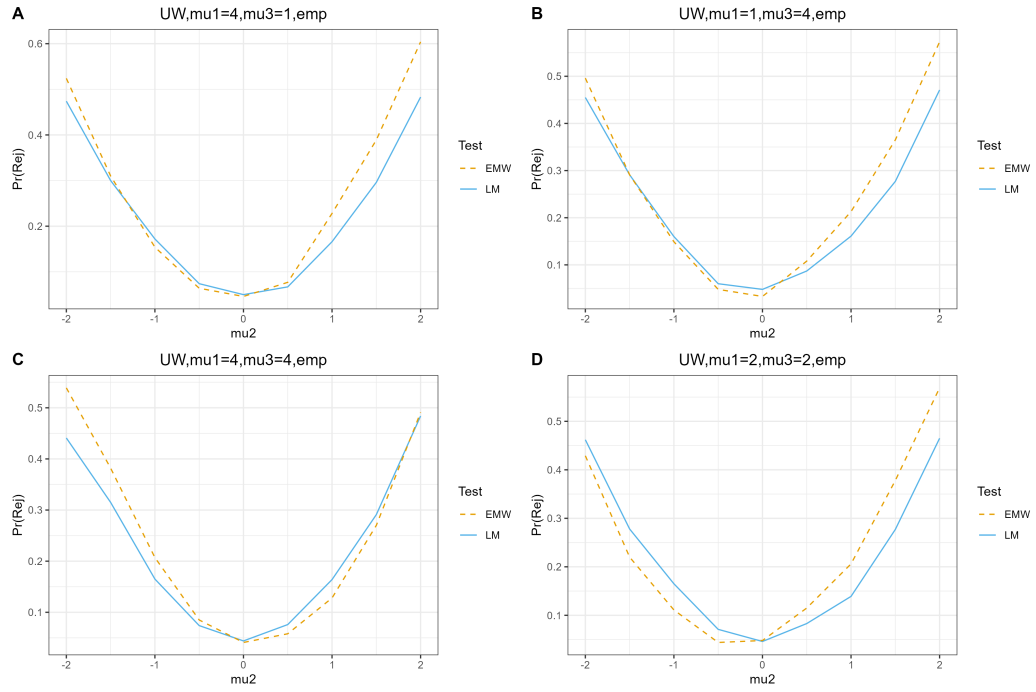 A
UW,mu1=4,mu3=1,emp
Pr(Rej)
0.6
0.4
0.2
-2 -1 0 1 2
mu2
Test
EMW
LM
B
UW,mu1=1,mu3=4,emp
Pr(Rej)
0.5
0.4
0.3
0.2
0.1
-2 -1 0 1 2
mu2
Test
EMW
LM
C
UW,mu1=4,mu3=4,emp
Pr(Rej)
0.5
0.4
0.3
0.2
0.1
-2 -1 0 1 2
mu2
Test
EMW
LM
D
UW,mu1=2,mu3=2,emp
Pr(Rej)
0.5
0.4
0.3
0.2
0.1
-2 -1 0 1 2
mu2
Test
EMW
LM